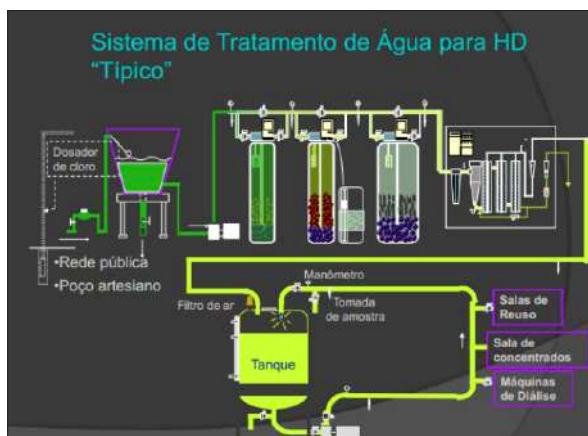 Sistema de Tratamento de Água para HD
“Típico”
Dosador
de cloro
•Rede pública
•Poço artesiano
Filtro de ar
Manômetro
Tomada
de amostra
Tanque
Salas de
Reuso
Sala de
concentrados
Máquinas
de Diálise